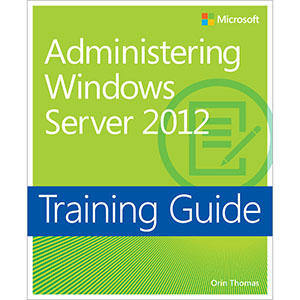 Microsoft
Administering
Windows
Server 2012
Training Guide
Orin Thomas